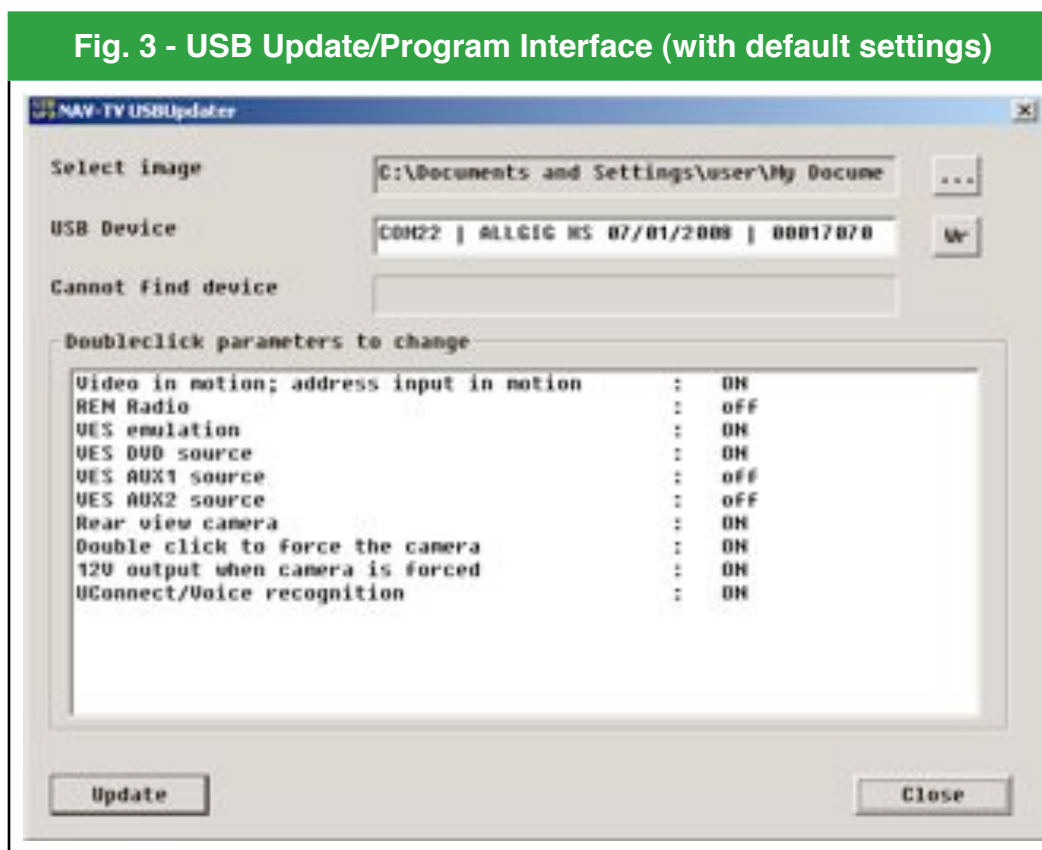 Fig. 3 - USB Update/Program Interface (with default settings)
NAV-TV USBUpdater
Select image C:\Documents and Settings\user\My Docume ...
USB Device COM22 | ALLGIG HS 07/01/2008 | 00017070 Wr
Cannot find device
Doubleclick parameters to change
Video in motion; address input in motion : ON
REM Radio : off
VES emulation : ON
VES DVD source : ON
VES AUX1 source : off
VES AUX2 source : off
Rear view camera : ON
Double click to force the camera : ON
12V output when camera is forced : ON
UConnect/Voice recognition : ON
Update Close